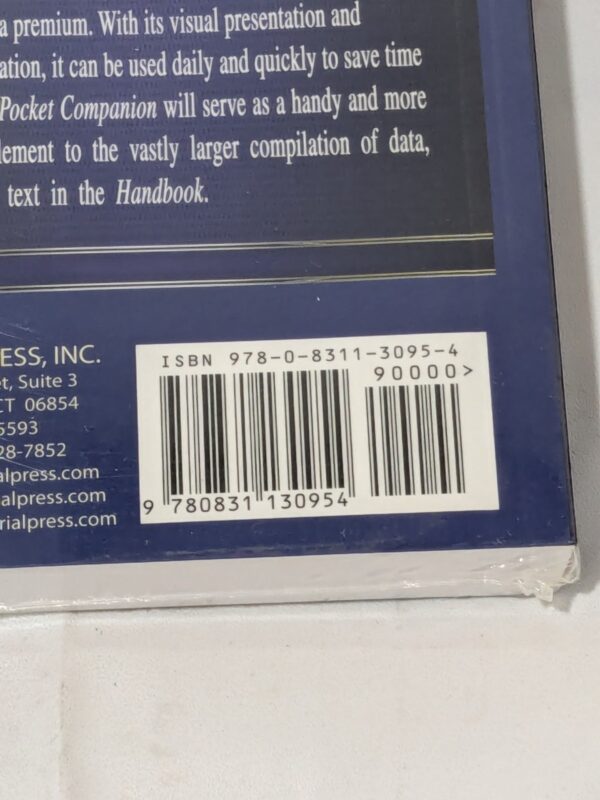 a premium. With its visual presentation and
ation, it can be used daily and quickly to save time
Pocket Companion will serve as a handy and more
lement to the vastly larger compilation of data,
text in the Handbook.
ESS, INC.
et, Suite 3
CT 06854
5593
28-7852
ialpress.com
ialpress.com
rialpress.com
ISBN 978-0-8311-3095-4
90000>
9 780831 130954